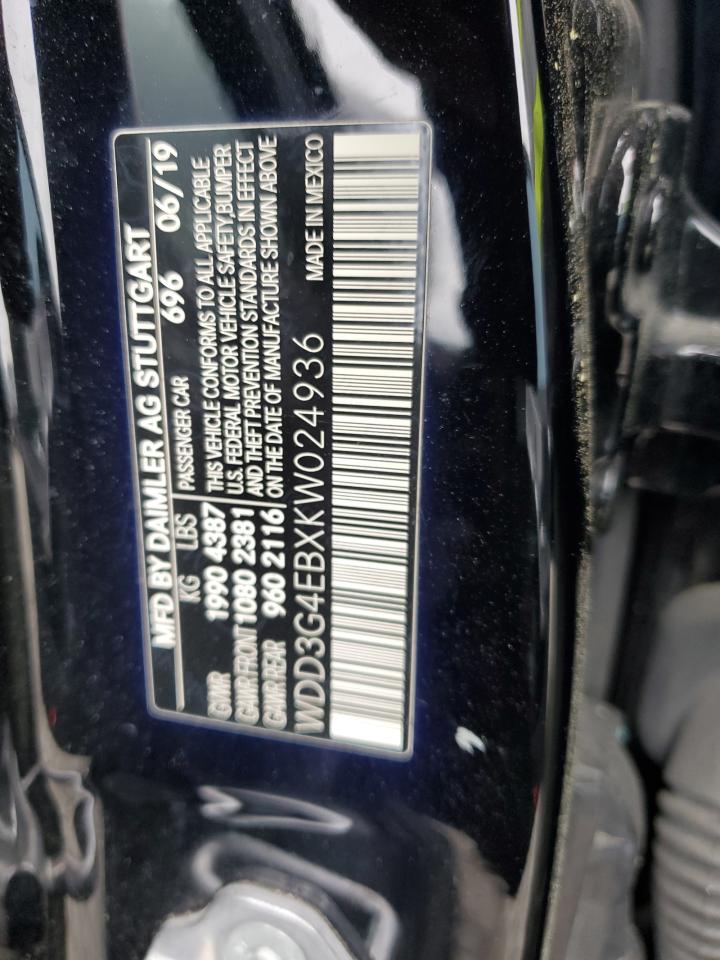 MFD BY DAIMLER AG STUTTGART
696 06/19
KG LBS
PASSENGER CAR
GVWR 1990 4387
GAWR FRONT 1080 2381
GAWR REAR 960 2116
THIS VEHICLE CONFORMS TO ALL APPLICABLE
U.S. FEDERAL MOTOR VEHICLE SAFETY, BUMPER
AND THEFT PREVENTION STANDARDS IN EFFECT
ON THE DATE OF MANUFACTURE SHOWN ABOVE
WDD3G4EBXKW024936 MADE IN MEXICO